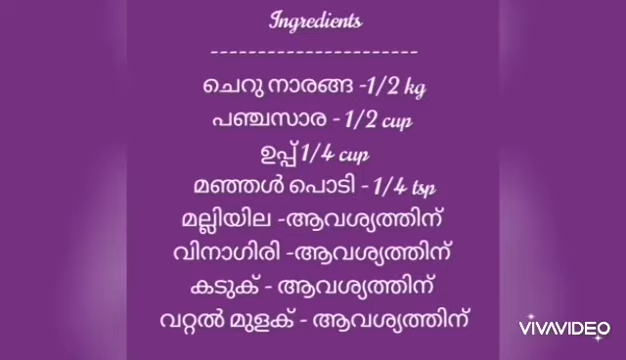 Ingredients
----------------------
ചെറു നാരങ്ങ -1/2 kg
പഞ്ചസാര - 1/2 cup
ഉപ്പ് 1/4 cup
മഞ്ഞൾ പൊടി - 1/4 tsp
മല്ലിയില -ആവശ്യത്തിന്
വിനാഗിരി -ആവശ്യത്തിന്
കടുക് - ആവശ്യത്തിന്
വറ്റൽ മുളക് - ആവശ്യത്തിന്
VIVAVIDEO